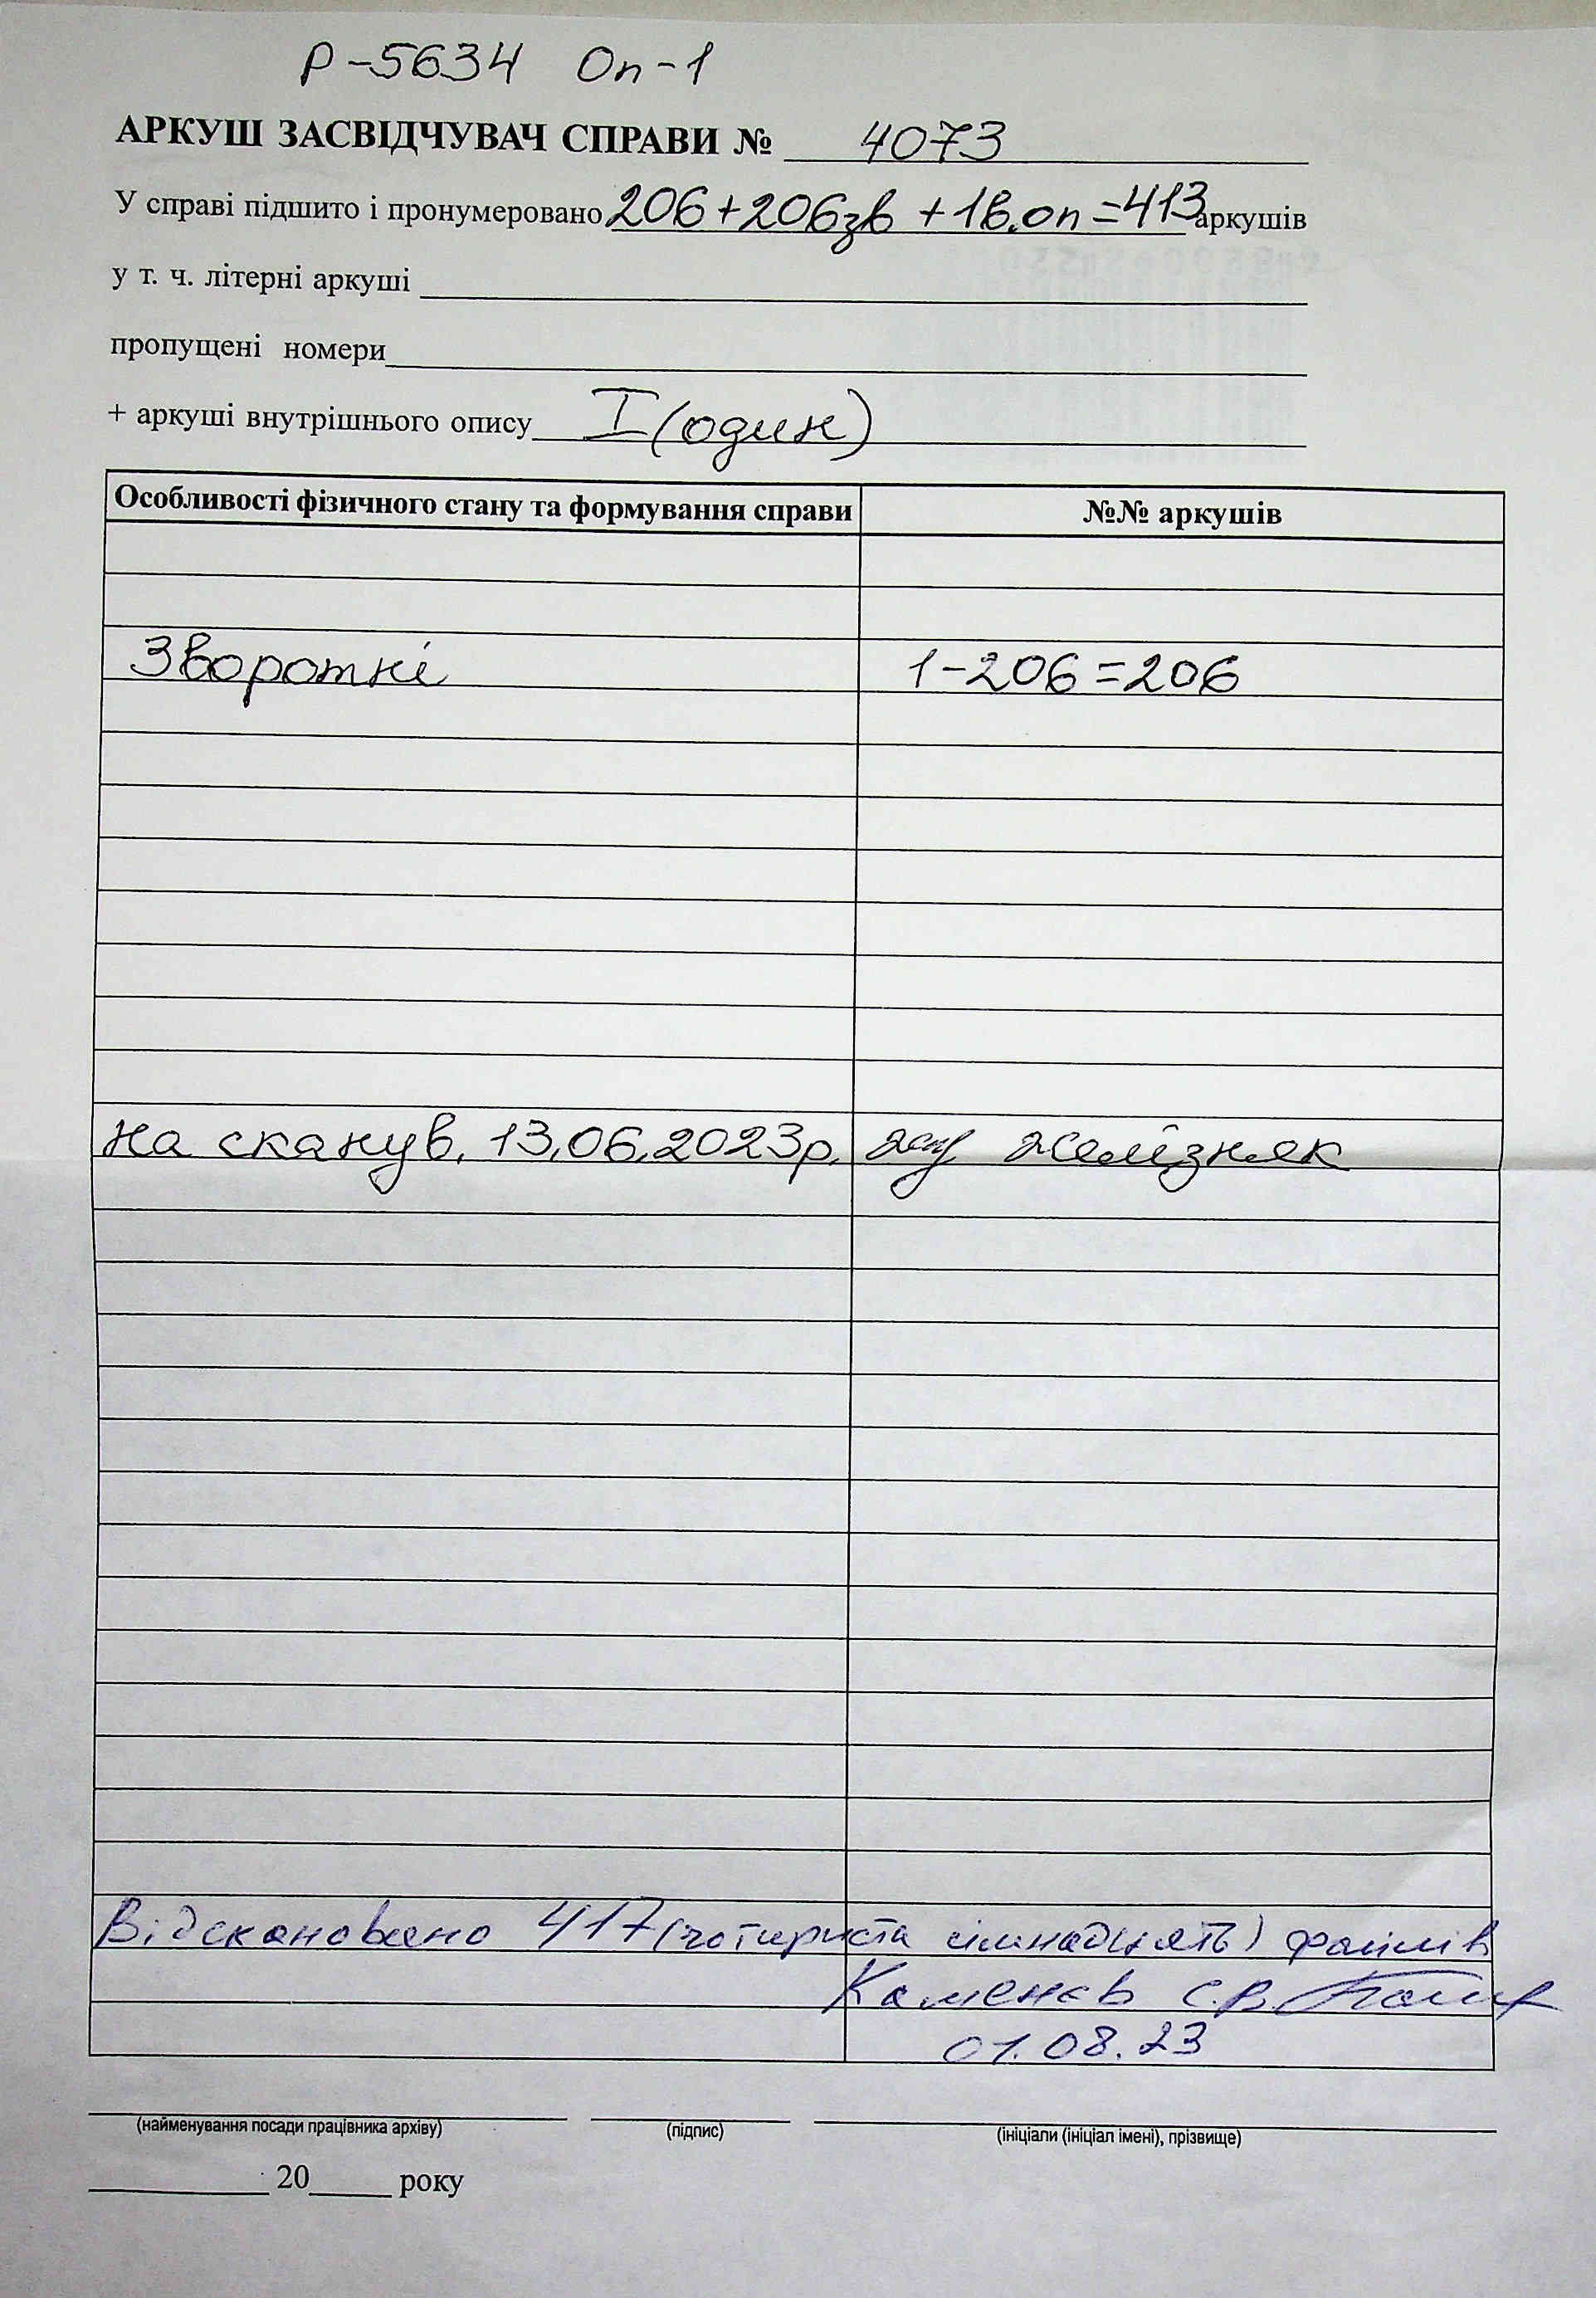 Р-5634 Оп-1
АРКУШ ЗАСВІДЧУВАЧ СПРАВИ № 4073
У справі підшито і пронумеровано 206+206зв +1в.оп=413 аркушів
у т. ч. літерні аркуші
пропущені номери
+ аркуші внутрішнього опису І(один)
Особливості фізичного стану та формування справи №№ аркушів
Зворотні 1-206=206
на сканув. 13.06.2023р. Желізняк
Відскановано 417 (чотириста сімнадцять) файлів
Каменєв С.В.
01.08.23
(найменування посади працівника архіву) (підпис) (ініціали (ініціал імені), прізвище)
20 року